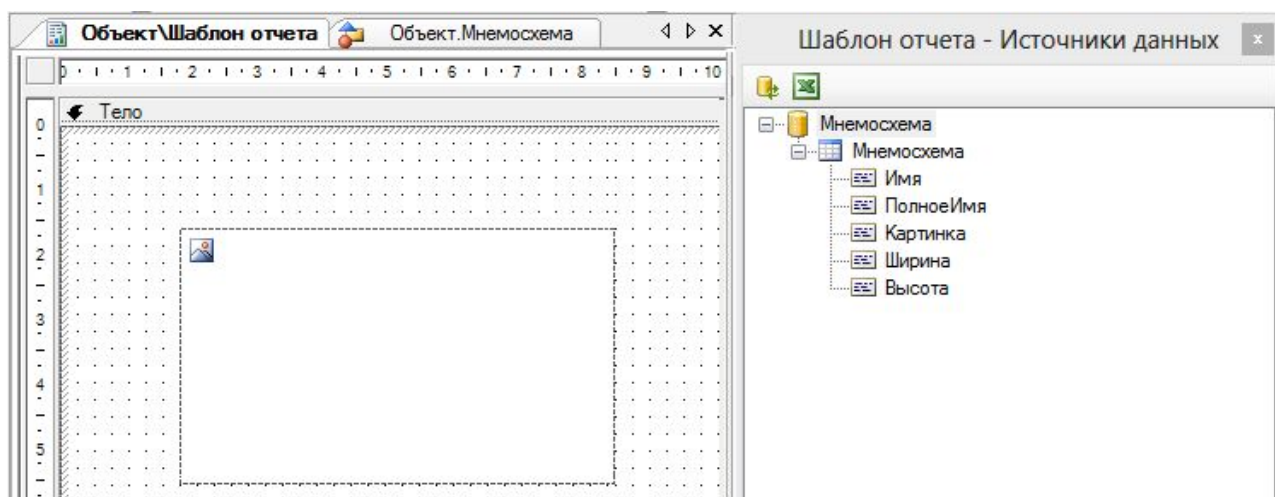 Объект\Шаблон отчета Объект.Мнемосхема
0 1 2 3 4 5 6 7 8 9 10
Тело
0
1
2
3
4
5
Шаблон отчета - Источники данных
Мнемосхема
Мнемосхема
Имя
ПолноеИмя
Картинка
Ширина
Высота